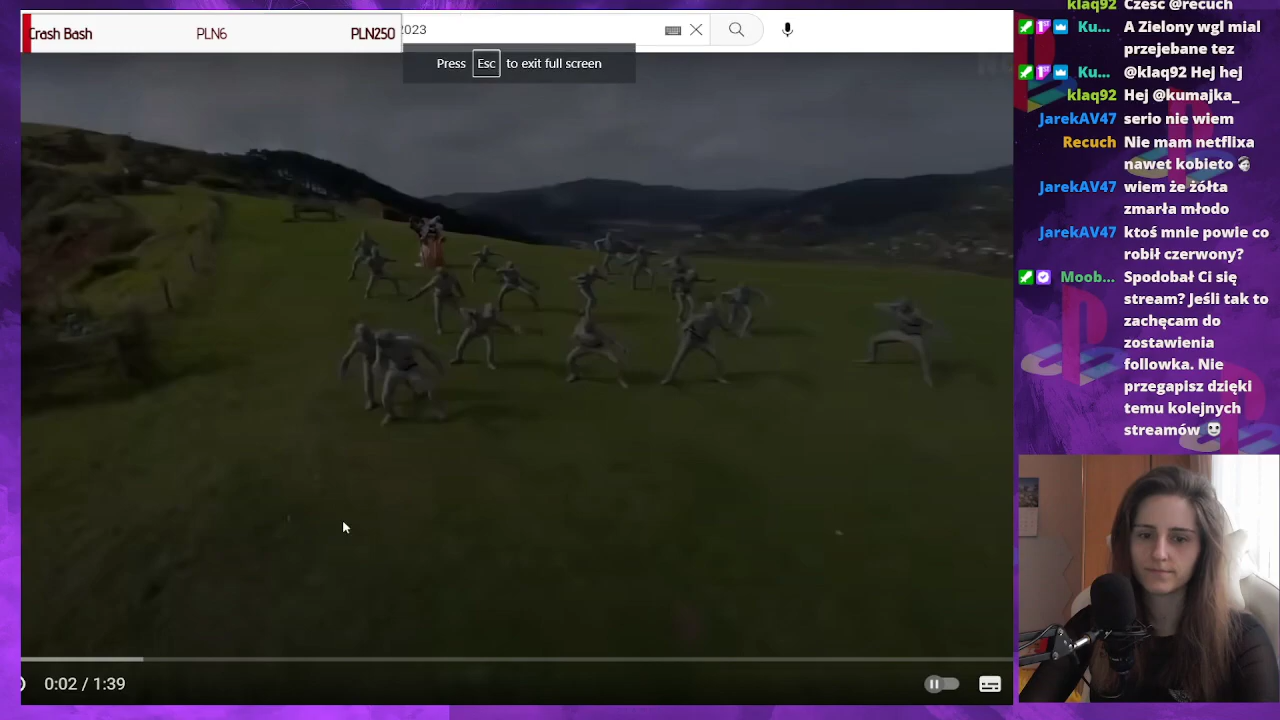 Crash Bash PLN6 PLN250
2023
Press Esc to exit full screen
0:02 / 1:39
klaq92 Cześć @recuch
Ku... A Zielony wgl miał
przejebane tez
Ku... @klaq92 Hej hej
klaq92 Hej @kumajka_
JarekAV47 serio nie wiem
Recuch Nie mam netflixa
nawet kobieto
JarekAV47 wiem że żółta
zmarła młodo
JarekAV47 ktoś mnie powie co
robił czerwony?
Moob... Spodobał Ci się
stream? Jeśli tak to
zachęcam do
zostawienia
followka. Nie
przegapisz dzięki
temu kolejnych
streamów